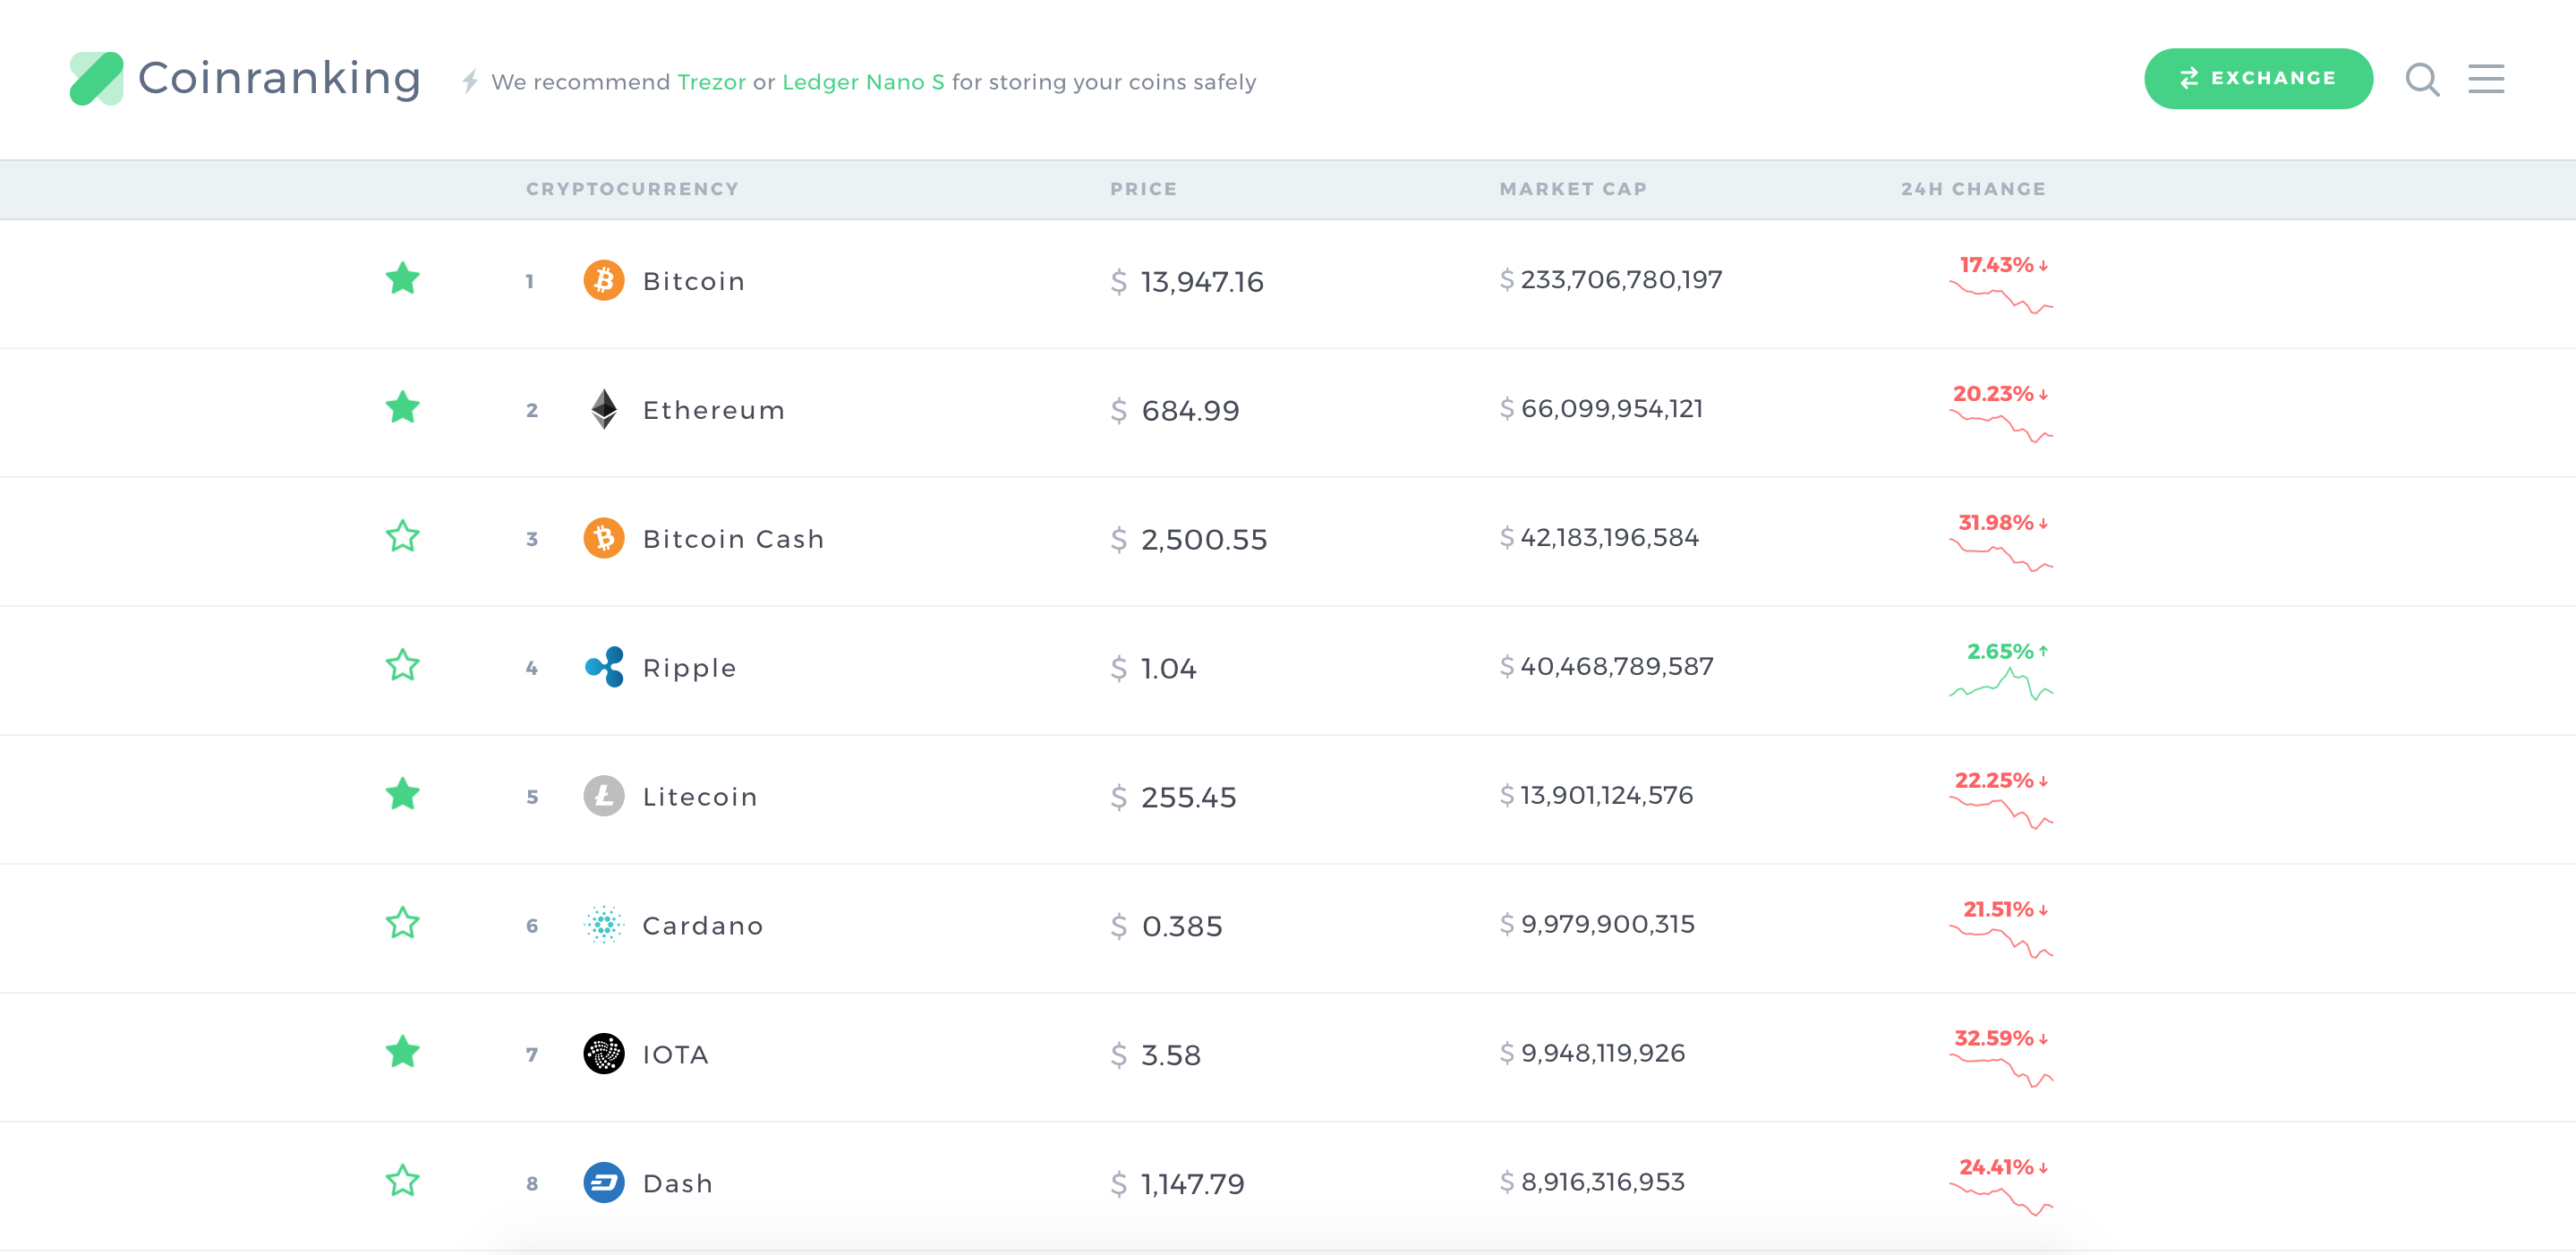 Coinranking We recommend Trezor or Ledger Nano S for storing your coins safely EXCHANGE
CRYPTOCURRENCY PRICE MARKET CAP 24H CHANGE
1 Bitcoin $ 13,947.16 $ 233,706,780,197 17.43%↓
2 Ethereum $ 684.99 $ 66,099,954,121 20.23%↓
3 Bitcoin Cash $ 2,500.55 $ 42,183,196,584 31.98%↓
4 Ripple $ 1.04 $ 40,468,789,587 2.65%↑
5 Litecoin $ 255.45 $ 13,901,124,576 22.25%↓
6 Cardano $ 0.385 $ 9,979,900,315 21.51%↓
7 IOTA $ 3.58 $ 9,948,119,926 32.59%↓
8 Dash $ 1,147.79 $ 8,916,316,953 24.41%↓